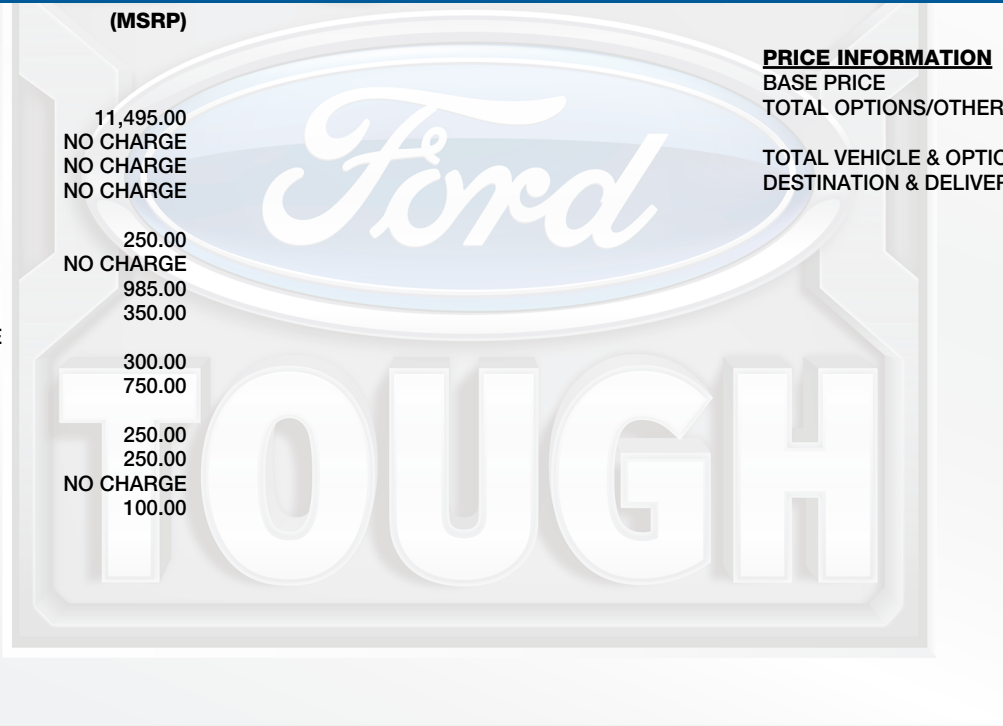 (MSRP)
11,495.00
NO CHARGE
NO CHARGE
NO CHARGE
250.00
NO CHARGE
985.00
350.00
300.00
750.00
250.00
250.00
NO CHARGE
100.00
PRICE INFORMATION
BASE PRICE
TOTAL OPTIONS/OTHER
TOTAL VEHICLE & OPTIO
DESTINATION & DELIVER
Ford
TOUGH